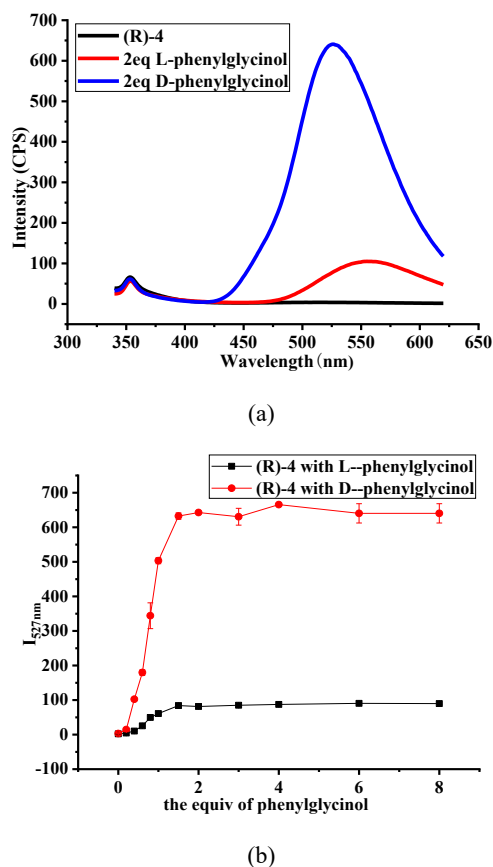 700
600
500
400
300
200
100
0
Intensity (CPS)
(R)-4
2eq L-phenylglycinol
2eq D-phenylglycinol
300 350 400 450 500 550 600 650
Wavelength(nm)
(a)
(R)-4 with L--phenylglycinol
(R)-4 with D--phenylglycinol
700
600
500
400
300
200
100
0
-100
I527nm
0 2 4 6 8
the equiv of phenylglycinol
(b)